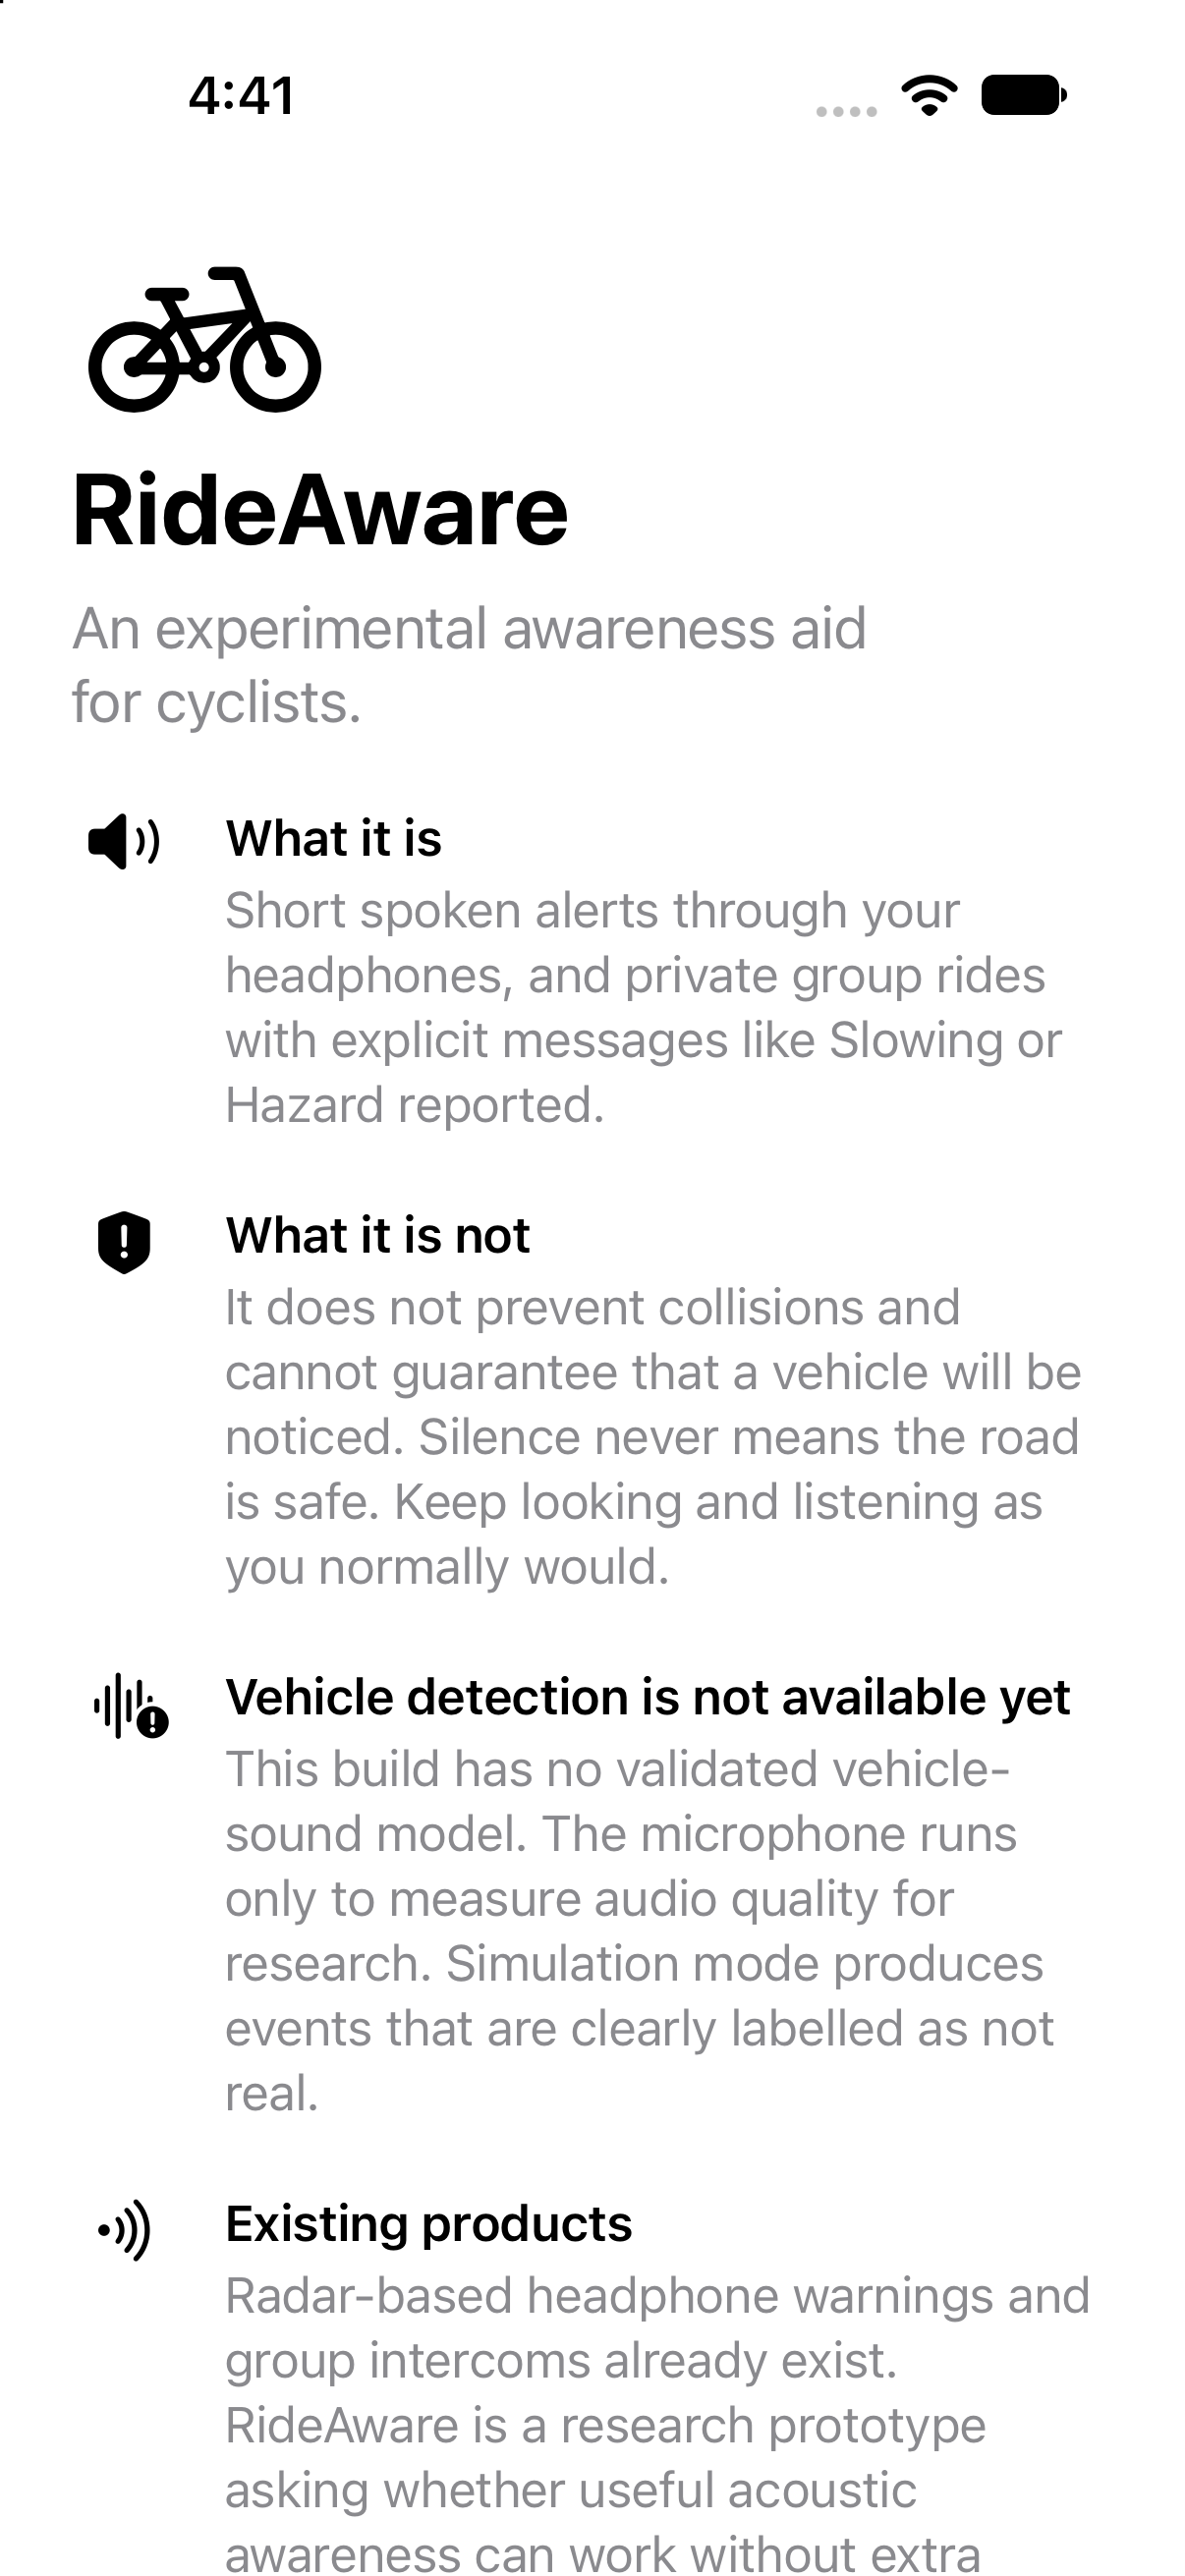 4:41
RideAware
An experimental awareness aid
for cyclists.
What it is
Short spoken alerts through your
headphones, and private group rides
with explicit messages like Slowing or
Hazard reported.
What it is not
It does not prevent collisions and
cannot guarantee that a vehicle will be
noticed. Silence never means the road
is safe. Keep looking and listening as
you normally would.
Vehicle detection is not available yet
This build has no validated vehicle-
sound model. The microphone runs
only to measure audio quality for
research. Simulation mode produces
events that are clearly labelled as not
real.
Existing products
Radar-based headphone warnings and
group intercoms already exist.
RideAware is a research prototype
asking whether useful acoustic
awareness can work without extra